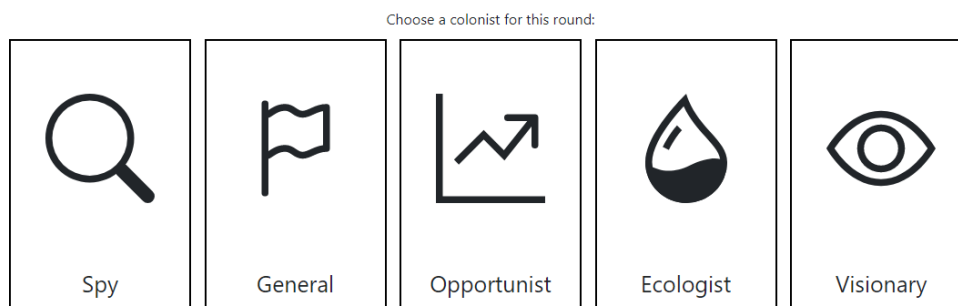 Choose a colonist for this round:
Spy
General
Opportunist
Ecologist
Visionary